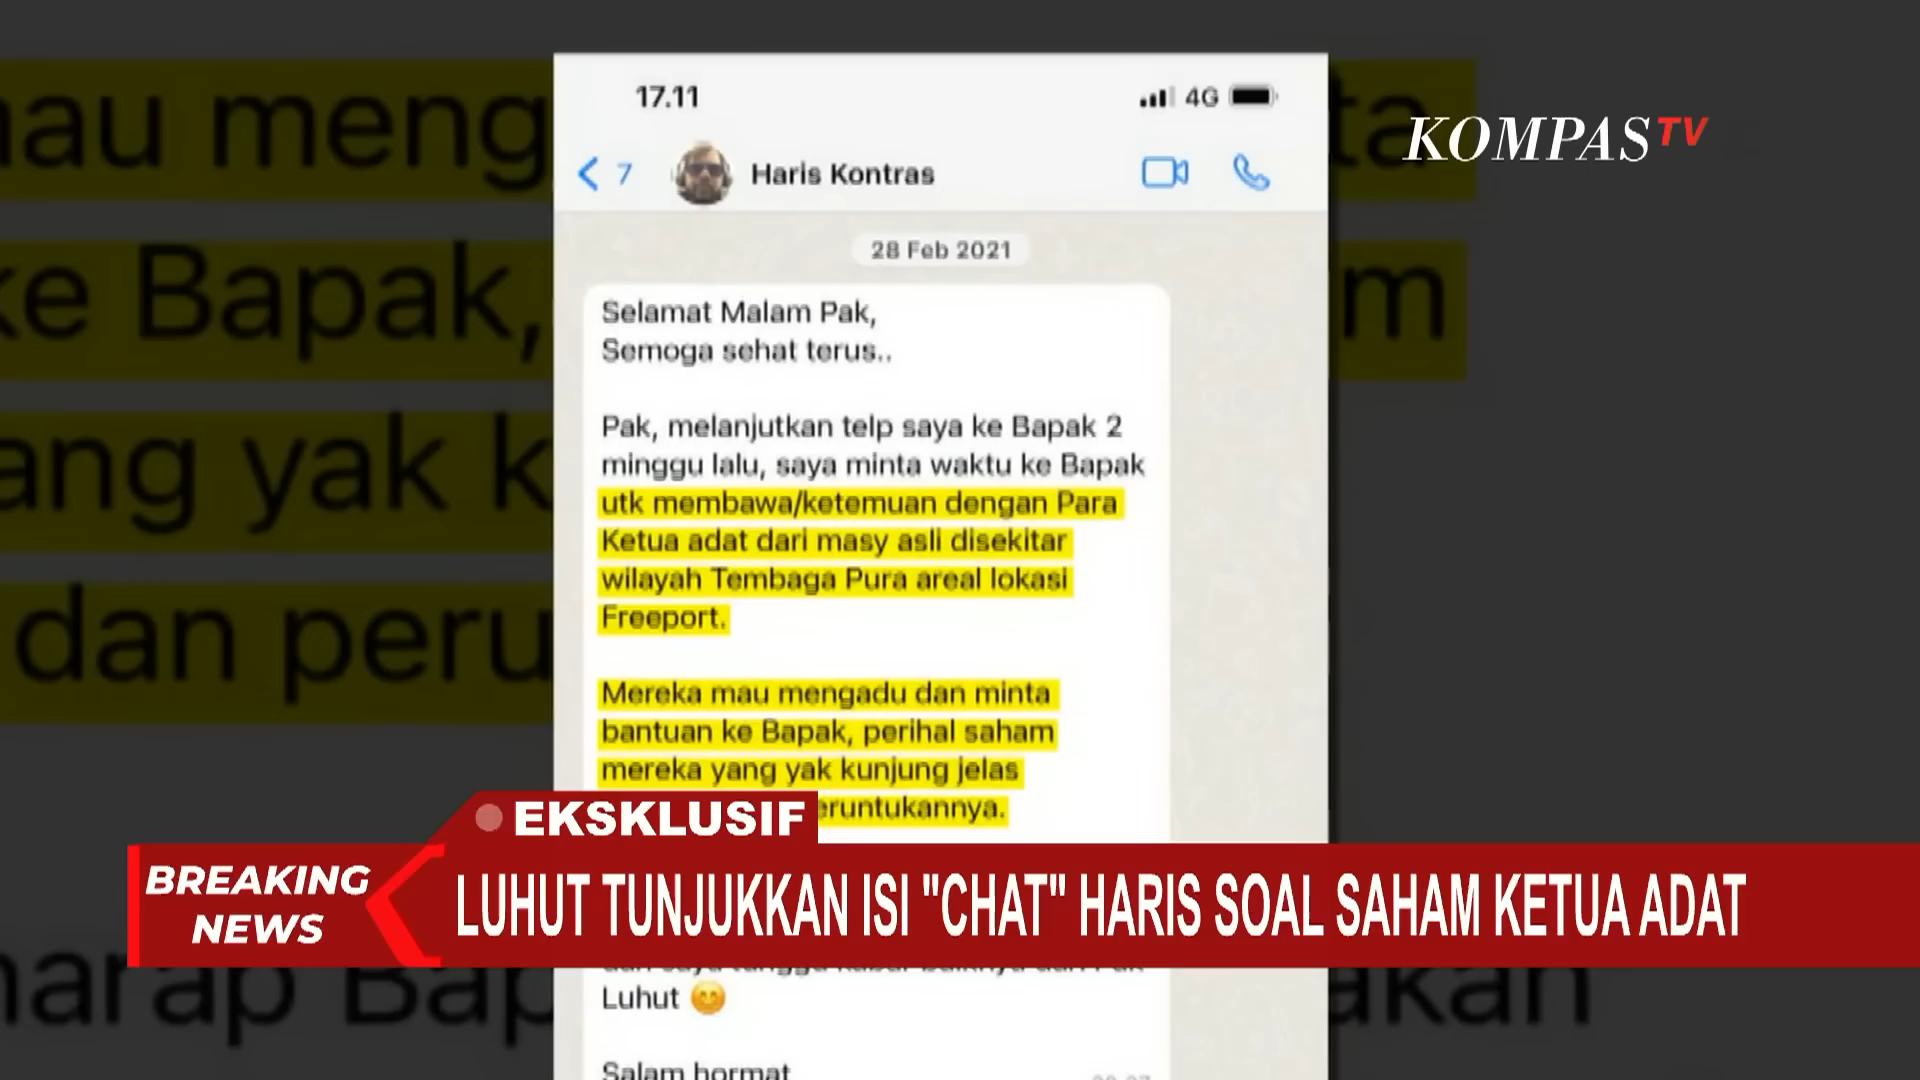 17.11
4G
KOMPAS TV
7
Haris Kontras
28 Feb 2021
Selamat Malam Pak,
Semoga sehat terus..
Pak, melanjutkan telp saya ke Bapak 2
minggu lalu, saya minta waktu ke Bapak
utk membawa/ketemuan dengan Para
Ketua adat dari masy asli disekitar
wilayah Tembaga Pura areal lokasi
Freeport.
Mereka mau mengadu dan minta
bantuan ke Bapak, perihal saham
mereka yang yak kunjung jelas
eruntukannya.
EKSKLUSIF
BREAKING
NEWS
LUHUT TUNJUKKAN ISI "CHAT" HARIS SOAL SAHAM KETUA ADAT
Luhut 😊
Salam hormat
au mengg
ta
ke Bapak,
m
ang yak k
dan peru
harap Bap
akan